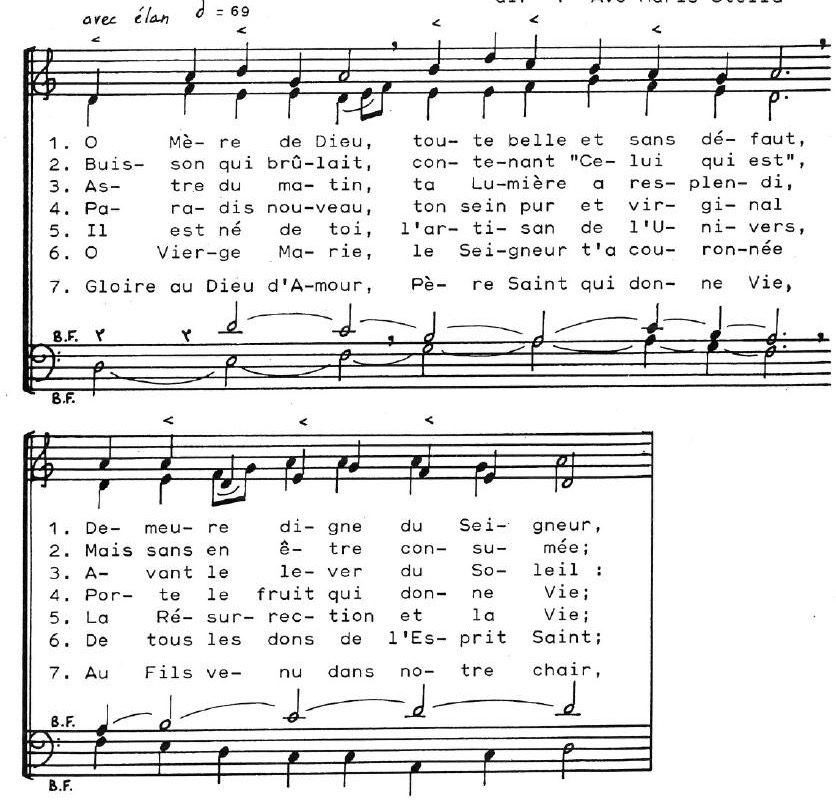 Ave Maris Stella
avec élan = 69
1. O Mè- re de Dieu, tou- te belle et sans dé- faut,
2. Buis- son qui brû-lait, con- te-nant "Ce- lui qui est",
3. As- tre du ma- tin, ta Lu-mière a res- plen- di,
4. Pa- ra- dis nou-veau, ton sein pur et vir- gi- nal
5. Il est né de toi, l'ar- ti- san de l'U- ni- vers,
6. O Vier-ge Ma- rie, le Sei-gneur t'a cou- ron-née
7. Gloire au Dieu d'A-mour, Pè- re Saint qui don- ne Vie,
B.F.
B.F.
1. De- meu- re di- gne du Sei- gneur,
2. Mais sans en ê- tre con- su- mée;
3. A- vant le le- ver du So- leil :
4. Por- te le fruit qui don- ne Vie;
5. La Ré- sur- rec- tion et la Vie;
6. De tous les dons de l'Es- prit Saint;
7. Au Fils ve- nu dans no- tre chair,
B.F.
B.F.